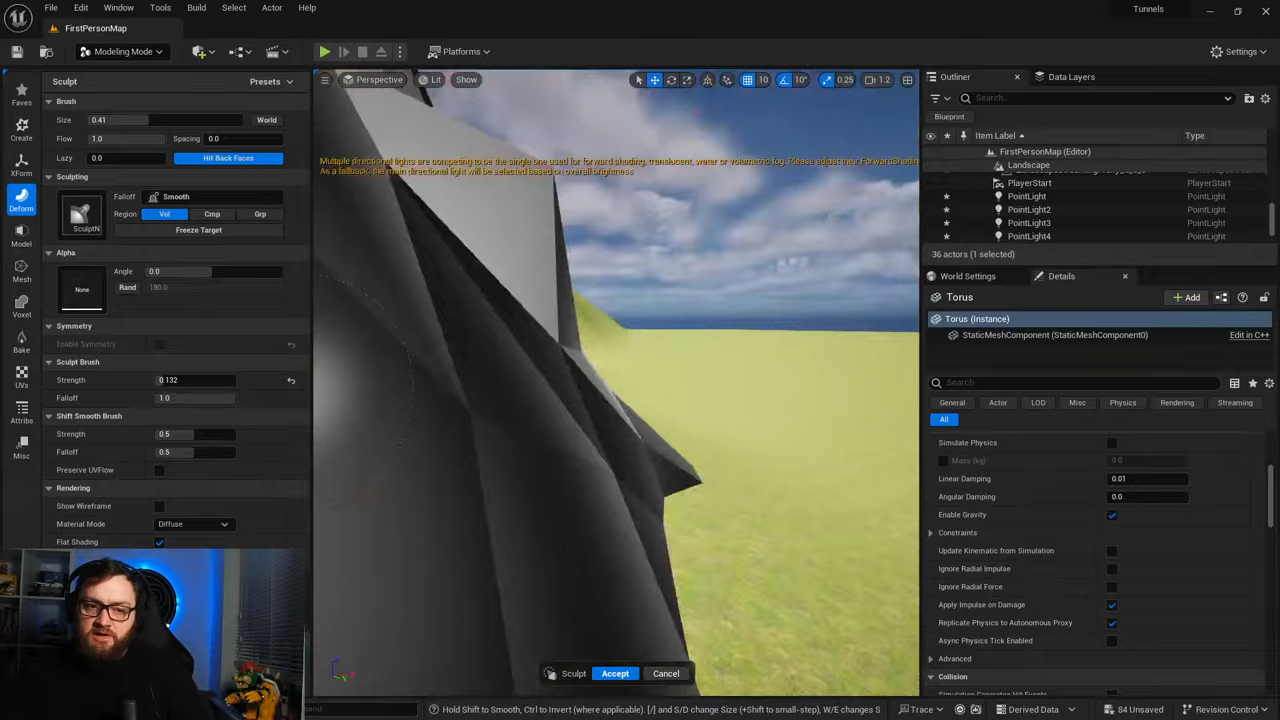 File Edit Window Tools Build Select Actor Help
Tunnels
FirstPersonMap
Modeling Mode
Platforms
Settings
Sculpt
Presets
Perspective
Lit
Show
10
10°
0.25
1.2
Outliner
Data Layers
Faves
Brush
Size 0.41 World
Search...
Flow 1.0 Spacing 0.0
Blueprint
Create
Lazy 0.0 Hit Back Faces
Item Label Type
FirstPersonMap (Editor)
Multiple directional lights are competing to be the single one used for forward shading, translucent, water or volumetric fog. Please adjust their ForwardShadin
As a fallback, the main directional light will be selected based on overall brightness
XForm
Sculpting
Landscape
PlayerStart PlayerStart
Falloff Smooth
PointLight PointLight
Deform
Region Vol Cmp Grp
PointLight2 PointLight
SculptN
Freeze Target
PointLight3 PointLight
Model
PointLight4 PointLight
Alpha
36 actors (1 selected)
Angle 0.0
Mesh
World Settings
Details
None
Rand 180.0
Torus
Add
Voxel
Torus (Instance)
Symmetry
StaticMeshComponent (StaticMeshComponent0) Edit in C++
Enable Symmetry
Bake
Sculpt Brush
Strength 0.132
Search
UVs
Falloff 1.0
General Actor LOD Misc Physics Rendering Streaming
Shift Smooth Brush
All
Attribs
Strength 0.5
Simulate Physics
Falloff 0.5
Mass (kg) 0.0
Misc
Preserve UVFlow
Linear Damping 0.01
Rendering
Angular Damping 0.0
Show Wireframe
Enable Gravity
Material Mode Diffuse
Constraints
Flat Shading
Update Kinematic from Simulation
Ignore Radial Impulse
Ignore Radial Force
Apply Impulse on Damage
Replicate Physics to Autonomous Proxy
Async Physics Tick Enabled
Advanced
Sculpt Accept Cancel
Collision
Hold Shift to Smooth, Ctrl to Invert (where applicable). [/] and S/D change Size (+Shift to small-step), W/E changes S
Trace
Derived Data
84 Unsaved
Revision Control